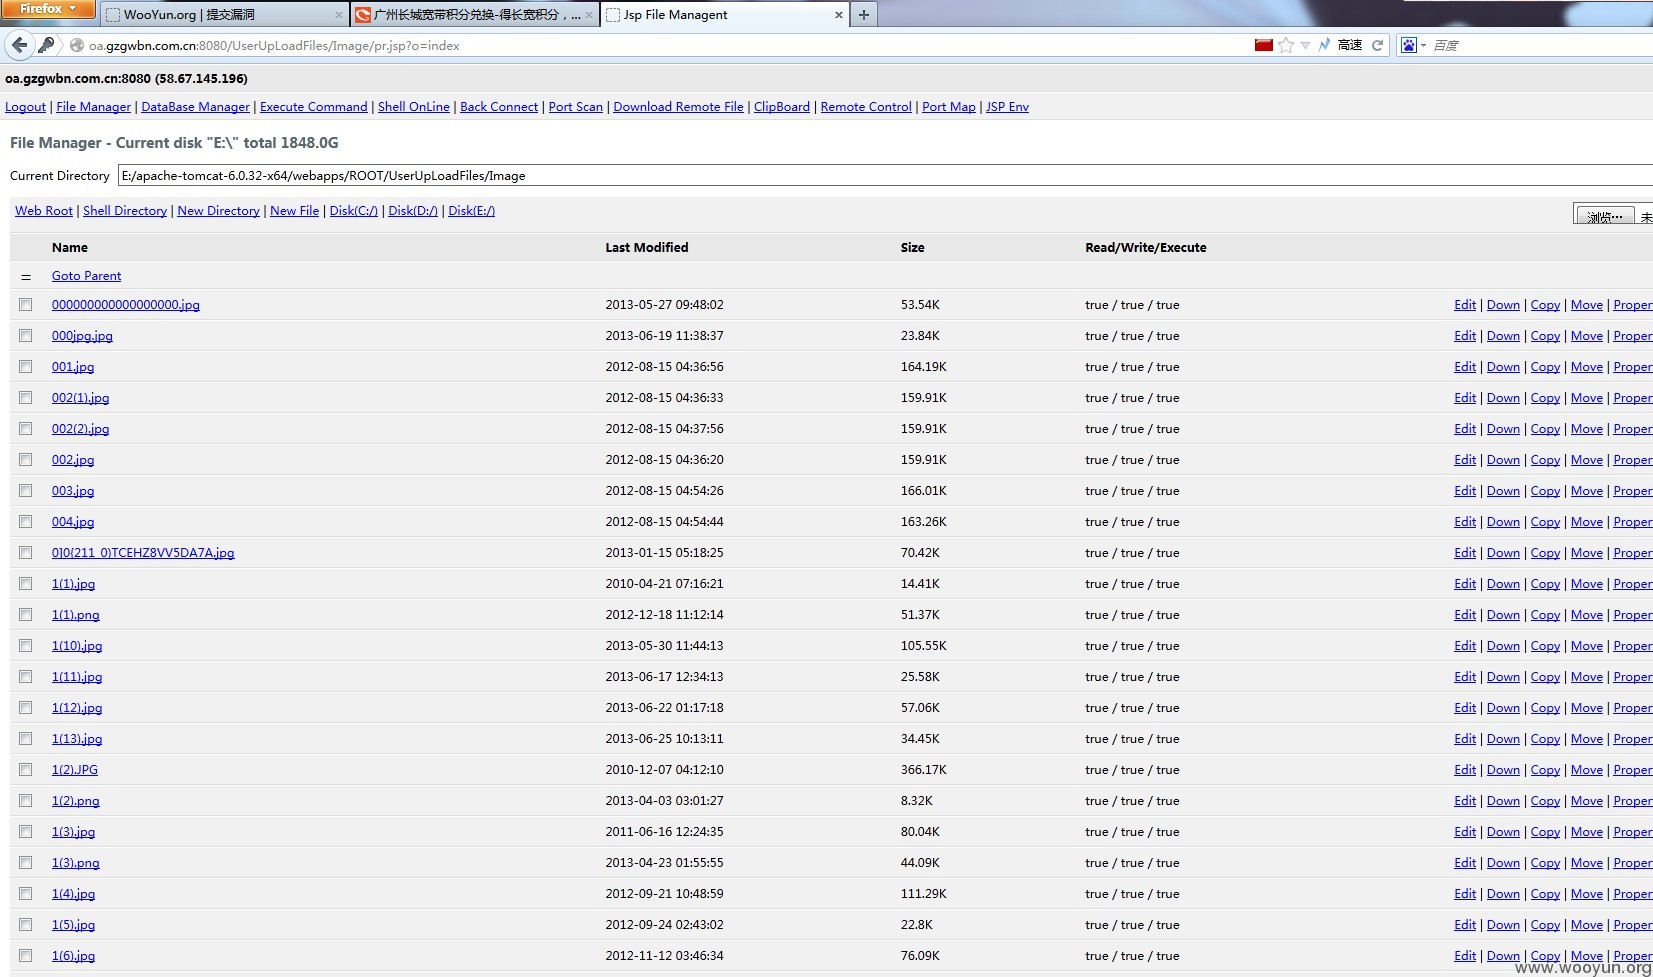 Firefox
WooYun.org | 提交漏洞
广州长城宽带积分兑换-得长宽积分，...
Jsp File Managent
oa.gzgwbn.com.cn:8080/UserUpLoadFiles/Image/pr.jsp?o=index
高速
百度
oa.gzgwbn.com.cn:8080 (58.67.145.196)
Logout | File Manager | DataBase Manager | Execute Command | Shell OnLine | Back Connect | Port Scan | Download Remote File | ClipBoard | Remote Control | Port Map | JSP Env
File Manager - Current disk "E:\" total 1848.0G
Current Directory E:/apache-tomcat-6.0.32-x64/webapps/ROOT/UserUpLoadFiles/Image
Web Root | Shell Directory | New Directory | New File | Disk(C:/) | Disk(D:/) | Disk(E:/)
浏览… 未
Name Last Modified Size Read/Write/Execute
= Goto Parent
000000000000000000.jpg 2013-05-27 09:48:02 53.54K true / true / true Edit | Down | Copy | Move | Proper
000jpg.jpg 2013-06-19 11:38:37 23.84K true / true / true Edit | Down | Copy | Move | Proper
001.jpg 2012-08-15 04:36:56 164.19K true / true / true Edit | Down | Copy | Move | Proper
002(1).jpg 2012-08-15 04:36:33 159.91K true / true / true Edit | Down | Copy | Move | Proper
002(2).jpg 2012-08-15 04:37:56 159.91K true / true / true Edit | Down | Copy | Move | Proper
002.jpg 2012-08-15 04:36:20 159.91K true / true / true Edit | Down | Copy | Move | Proper
003.jpg 2012-08-15 04:54:26 166.01K true / true / true Edit | Down | Copy | Move | Proper
004.jpg 2012-08-15 04:54:44 163.26K true / true / true Edit | Down | Copy | Move | Proper
0]0{211_0)TCEHZ8VV5DA7A.jpg 2013-01-15 05:18:25 70.42K true / true / true Edit | Down | Copy | Move | Proper
1(1).jpg 2010-04-21 07:16:21 14.41K true / true / true Edit | Down | Copy | Move | Proper
1(1).png 2012-12-18 11:12:14 51.37K true / true / true Edit | Down | Copy | Move | Proper
1(10).jpg 2013-05-30 11:44:13 105.55K true / true / true Edit | Down | Copy | Move | Proper
1(11).jpg 2013-06-17 12:34:13 25.58K true / true / true Edit | Down | Copy | Move | Proper
1(12).jpg 2013-06-22 01:17:18 57.06K true / true / true Edit | Down | Copy | Move | Proper
1(13).jpg 2013-06-25 10:13:11 34.45K true / true / true Edit | Down | Copy | Move | Proper
1(2).JPG 2010-12-07 04:12:10 366.17K true / true / true Edit | Down | Copy | Move | Proper
1(2).png 2013-04-03 03:01:27 8.32K true / true / true Edit | Down | Copy | Move | Proper
1(3).jpg 2011-06-16 12:24:35 80.04K true / true / true Edit | Down | Copy | Move | Proper
1(3).png 2013-04-23 01:55:55 44.09K true / true / true Edit | Down | Copy | Move | Proper
1(4).jpg 2012-09-21 10:48:59 111.29K true / true / true Edit | Down | Copy | Move | Proper
1(5).jpg 2012-09-24 02:43:02 22.8K true / true / true Edit | Down | Copy | Move | Proper
1(6).jpg 2012-11-12 03:46:34 76.09K true / true / true Edit | Down | Copy | Move | Proper
www.wooyun.org